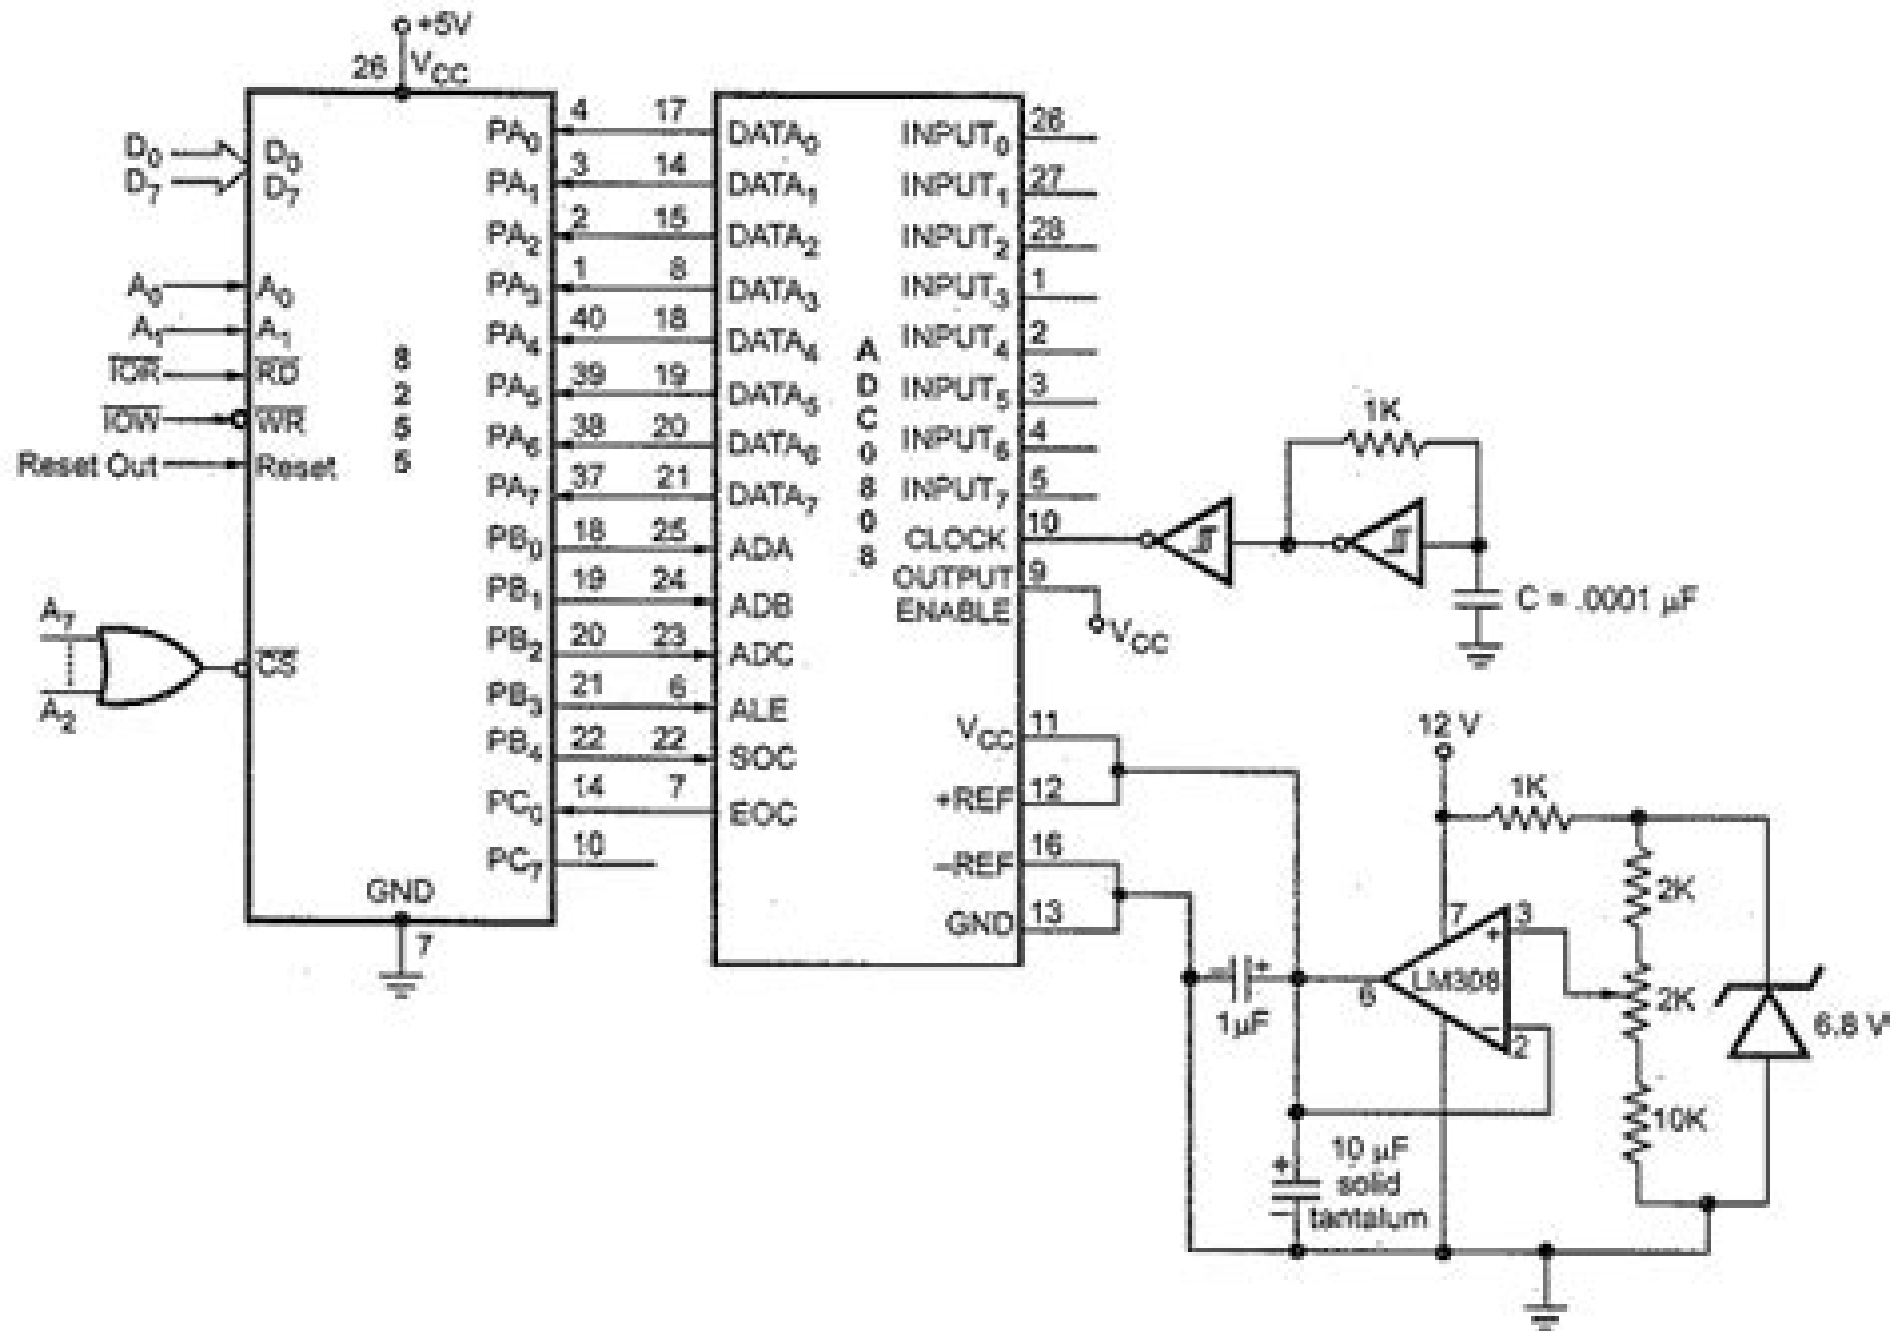 +5V
26 VCC
D0 D0
D7 D7
A0 A0
A1 A1
IOR RD
IOW WR
Reset Out Reset
8
2
5
5
A7
A2
CS
GND
7
PA0 4 17 DATA0
PA1 3 14 DATA1
PA2 2 15 DATA2
PA3 1 8 DATA3
PA4 40 18 DATA4
PA5 39 19 DATA5
PA6 38 20 DATA6
PA7 37 21 DATA7
PB0 18 25 ADA
PB1 19 24 ADB
PB2 20 23 ADC
PB3 21 6 ALE
PB4 22 22 SOC
PC0 14 7 EOC
PC7 10
A
D
C
0
8
0
8
INPUT0 26
INPUT1 27
INPUT2 28
INPUT3 1
INPUT4 2
INPUT5 3
INPUT6 4
INPUT7 5
CLOCK 10
OUTPUT 9
ENABLE
VCC
VCC 11
+REF 12
–REF 16
GND 13
1K
C = .0001 µF
12 V
1K
2K
2K
10K
6.8 V
7
3
+
LM308
6
–
2
– +
1µF
+
10 µF
solid
– tantalum